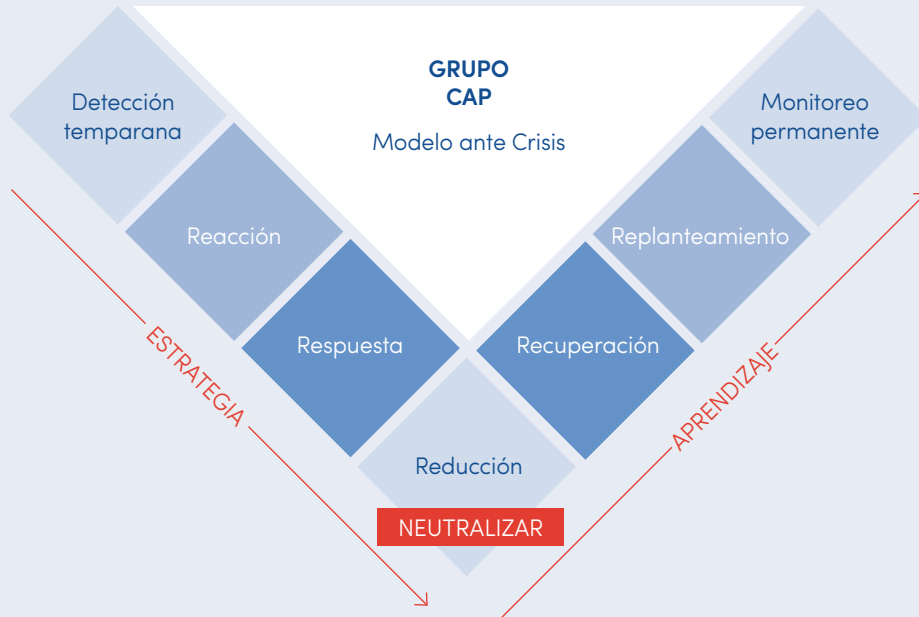 GRUPO
CAP
Modelo ante Crisis
Detección
temparana
Reacción
Respuesta
Reducción
NEUTRALIZAR
Recuperación
Replanteamiento
Monitoreo
permanente
ESTRATEGIA
APRENDIZAJE